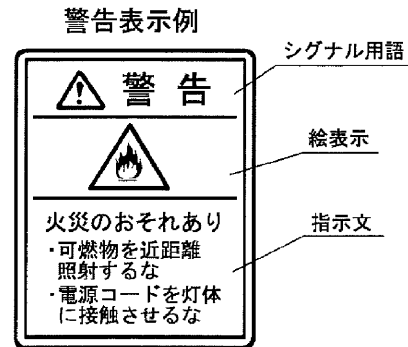 警告表示例
シグナル用語
警告
絵表示
火災のおそれあり
指示文
・可燃物を近距離
照射するな
・電源コードを灯体
に接触させるな